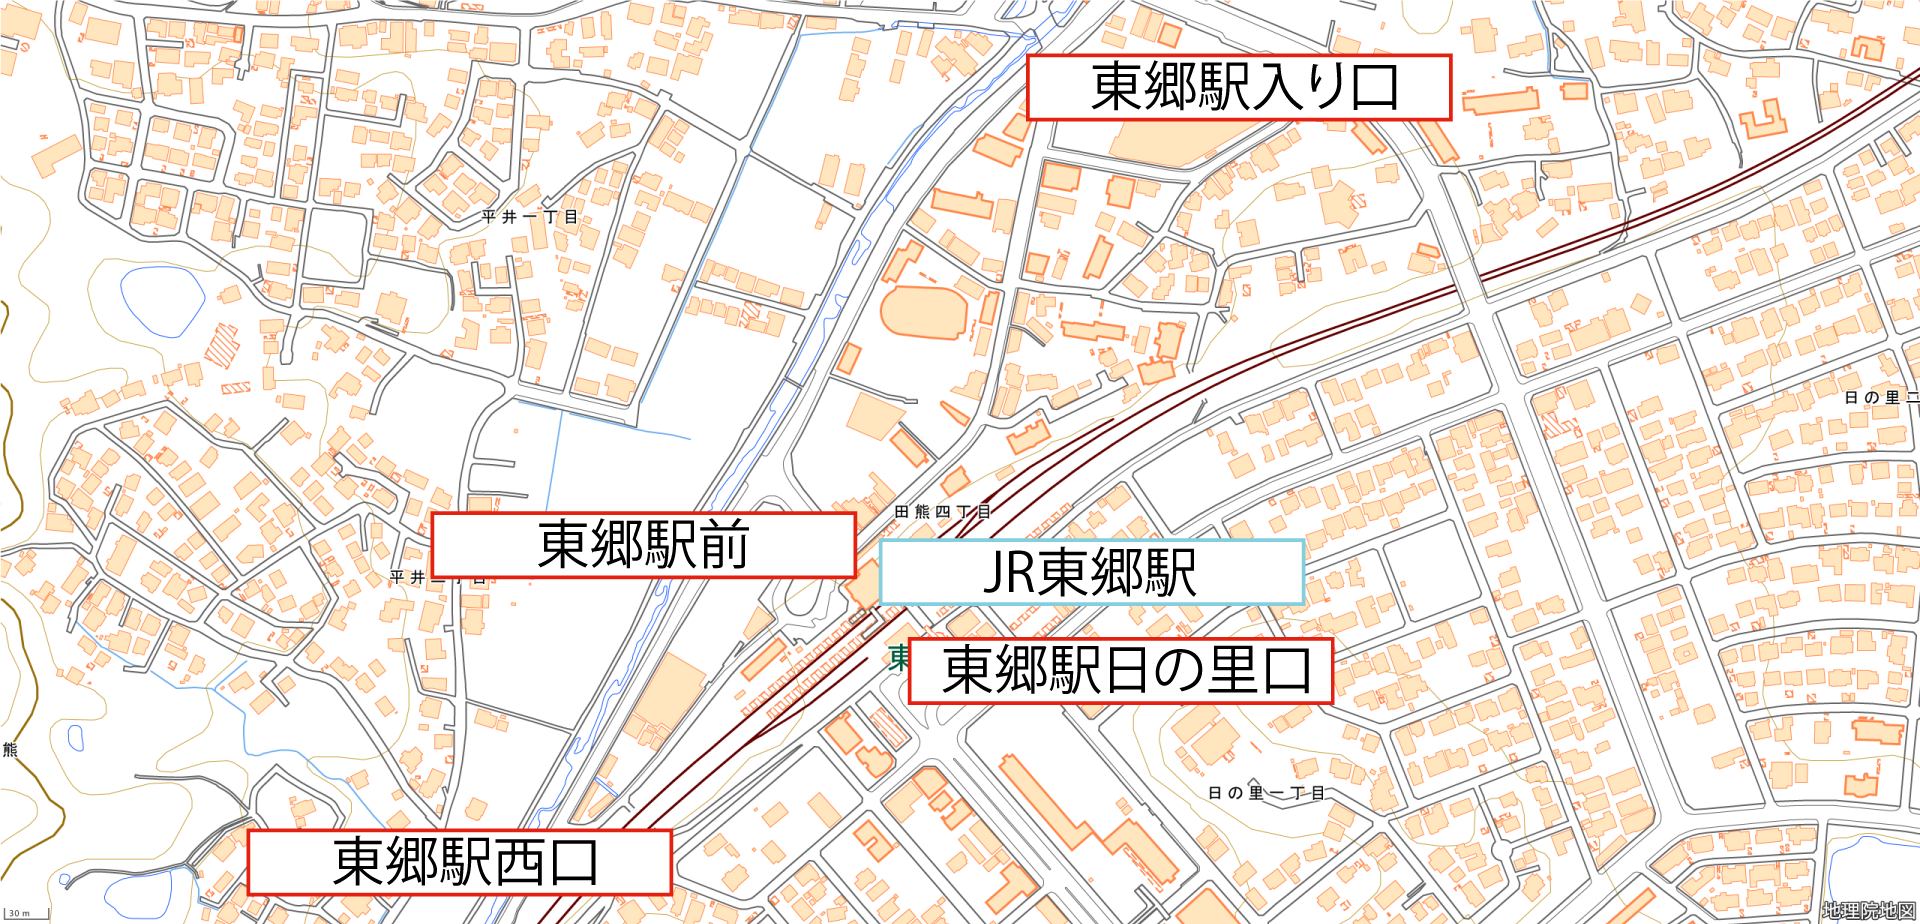 東郷駅入り口
平井一丁目
日の里二
田熊四丁目
東郷駅前
JR東郷駅
平井二丁目
東
東郷駅日の里口
熊
日の里一丁目
東郷駅西口
30 m
地理院地図